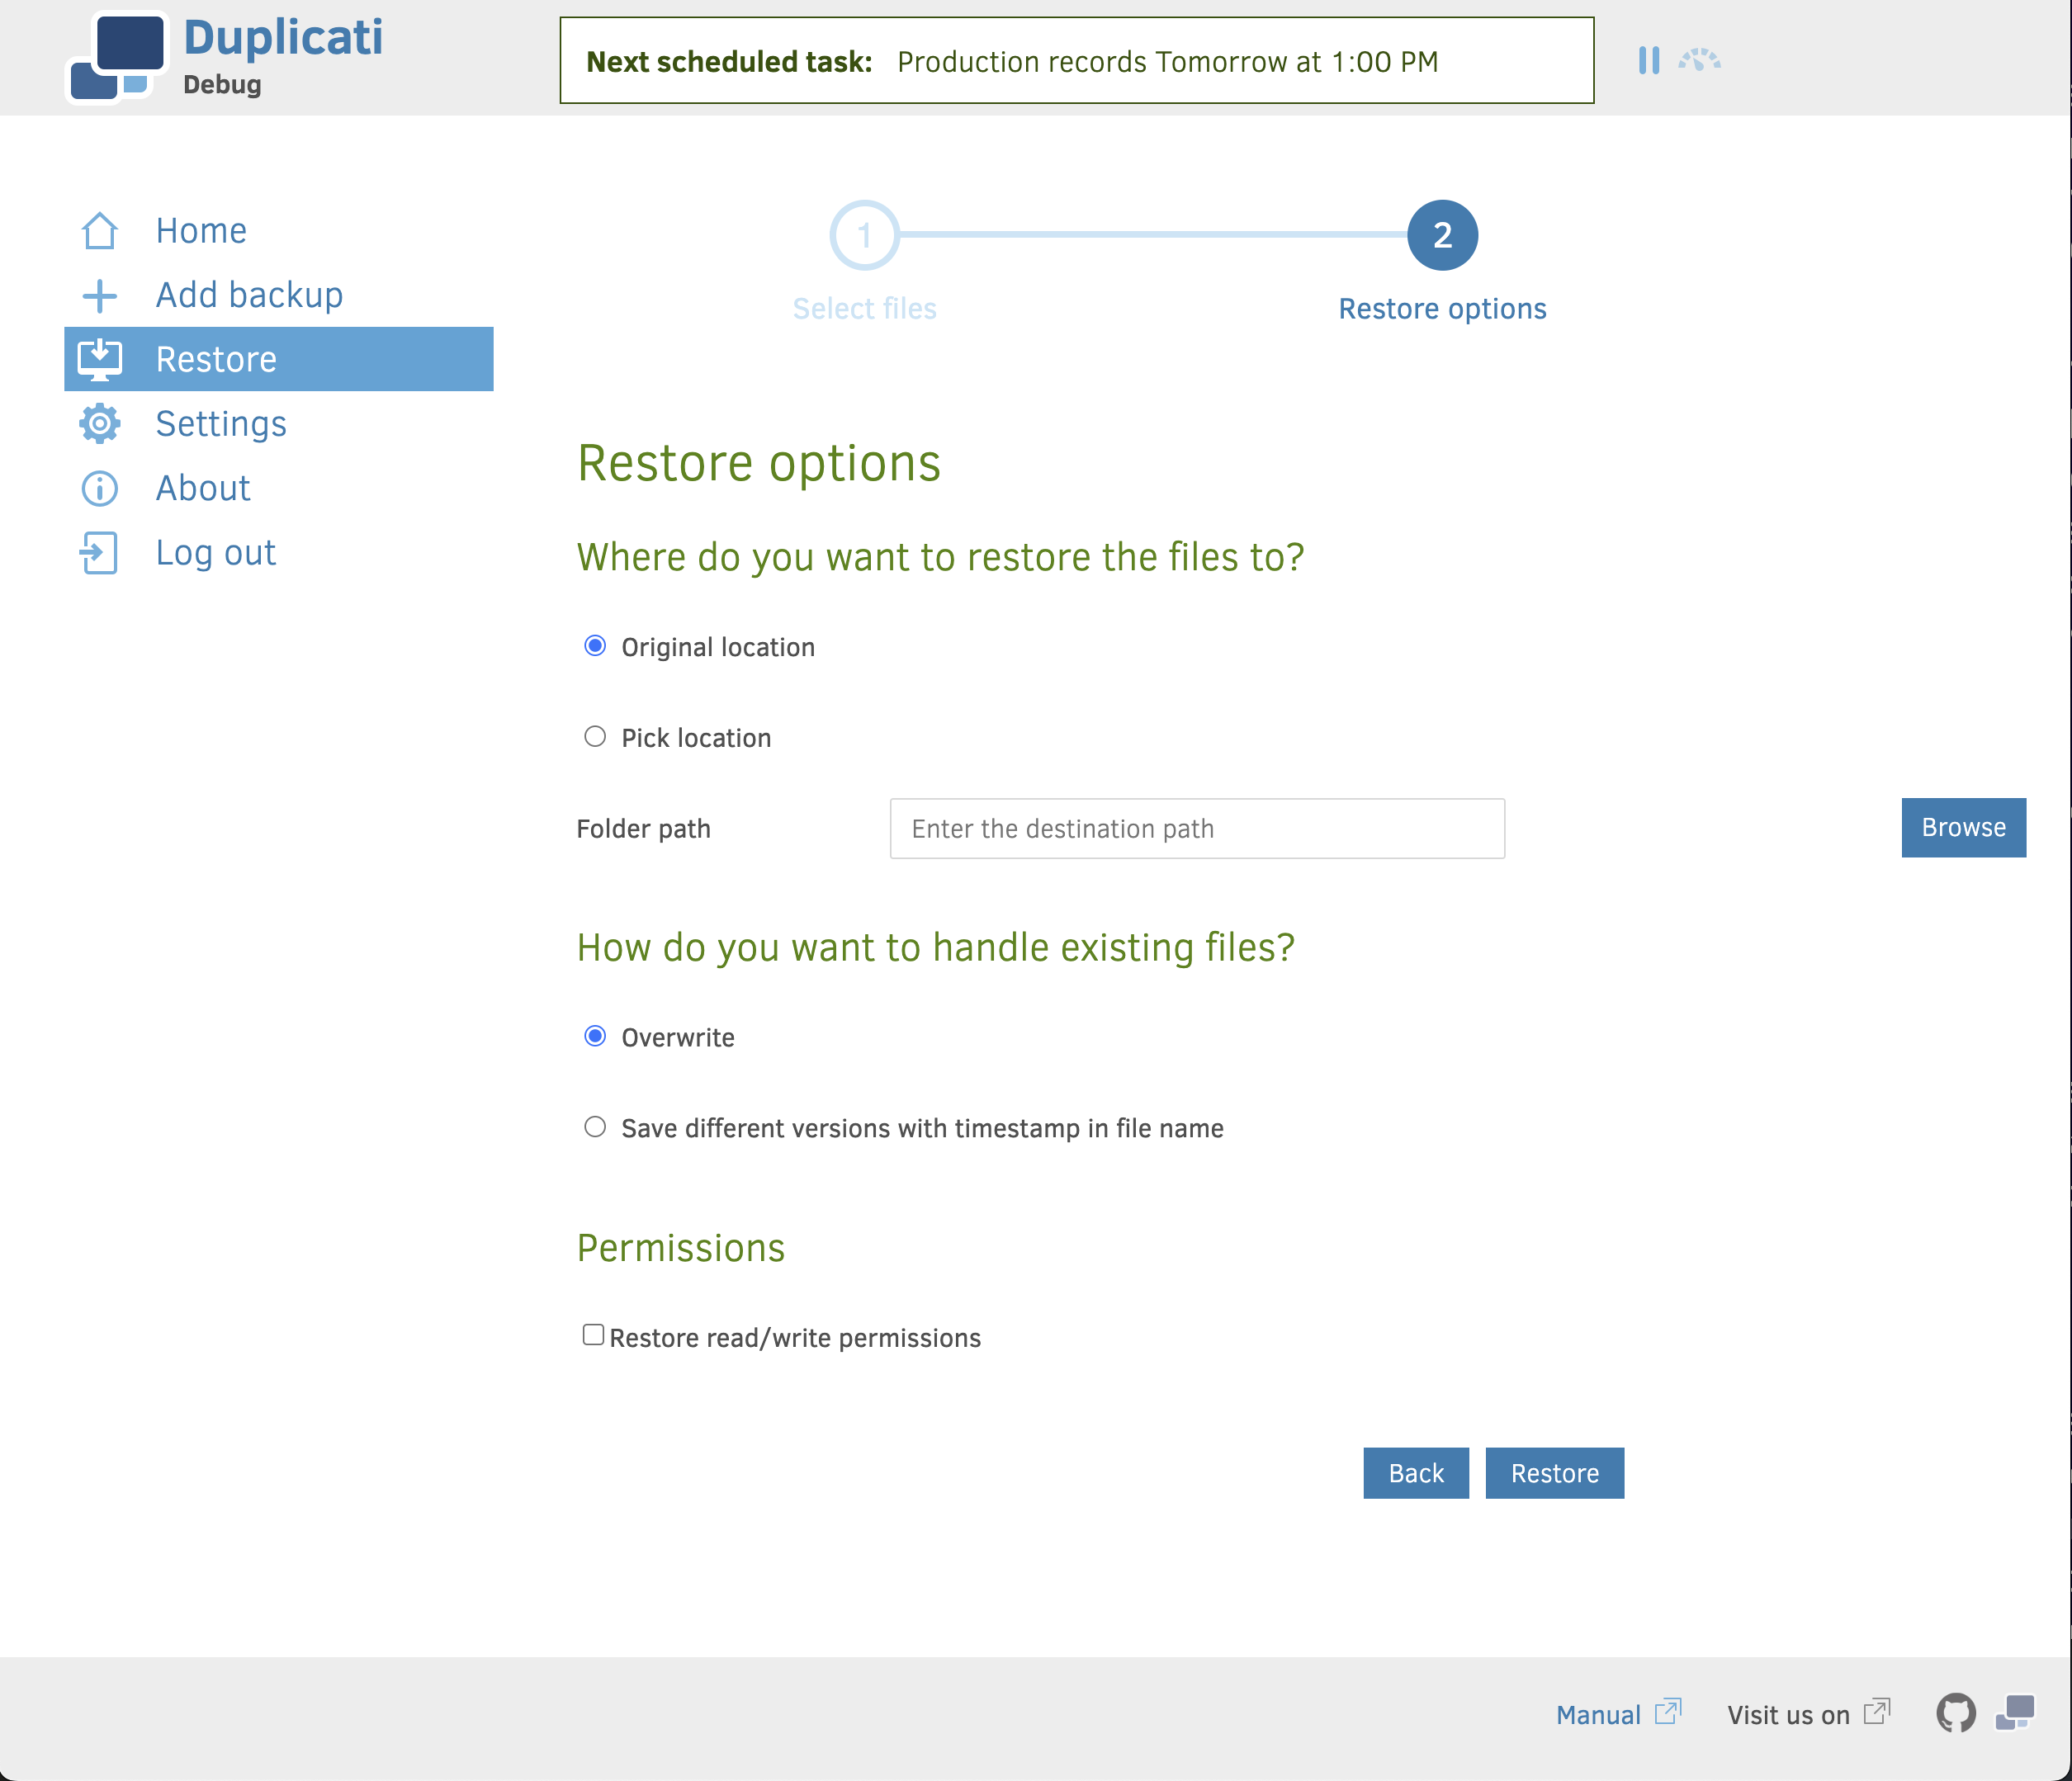 Duplicati
Debug
Next scheduled task: Production records Tomorrow at 1:00 PM
Home
Add backup
Restore
Settings
About
Log out
1
2
Select files
Restore options
Restore options
Where do you want to restore the files to?
Original location
Pick location
Folder path
Enter the destination path
Browse
How do you want to handle existing files?
Overwrite
Save different versions with timestamp in file name
Permissions
Restore read/write permissions
Back
Restore
Manual
Visit us on